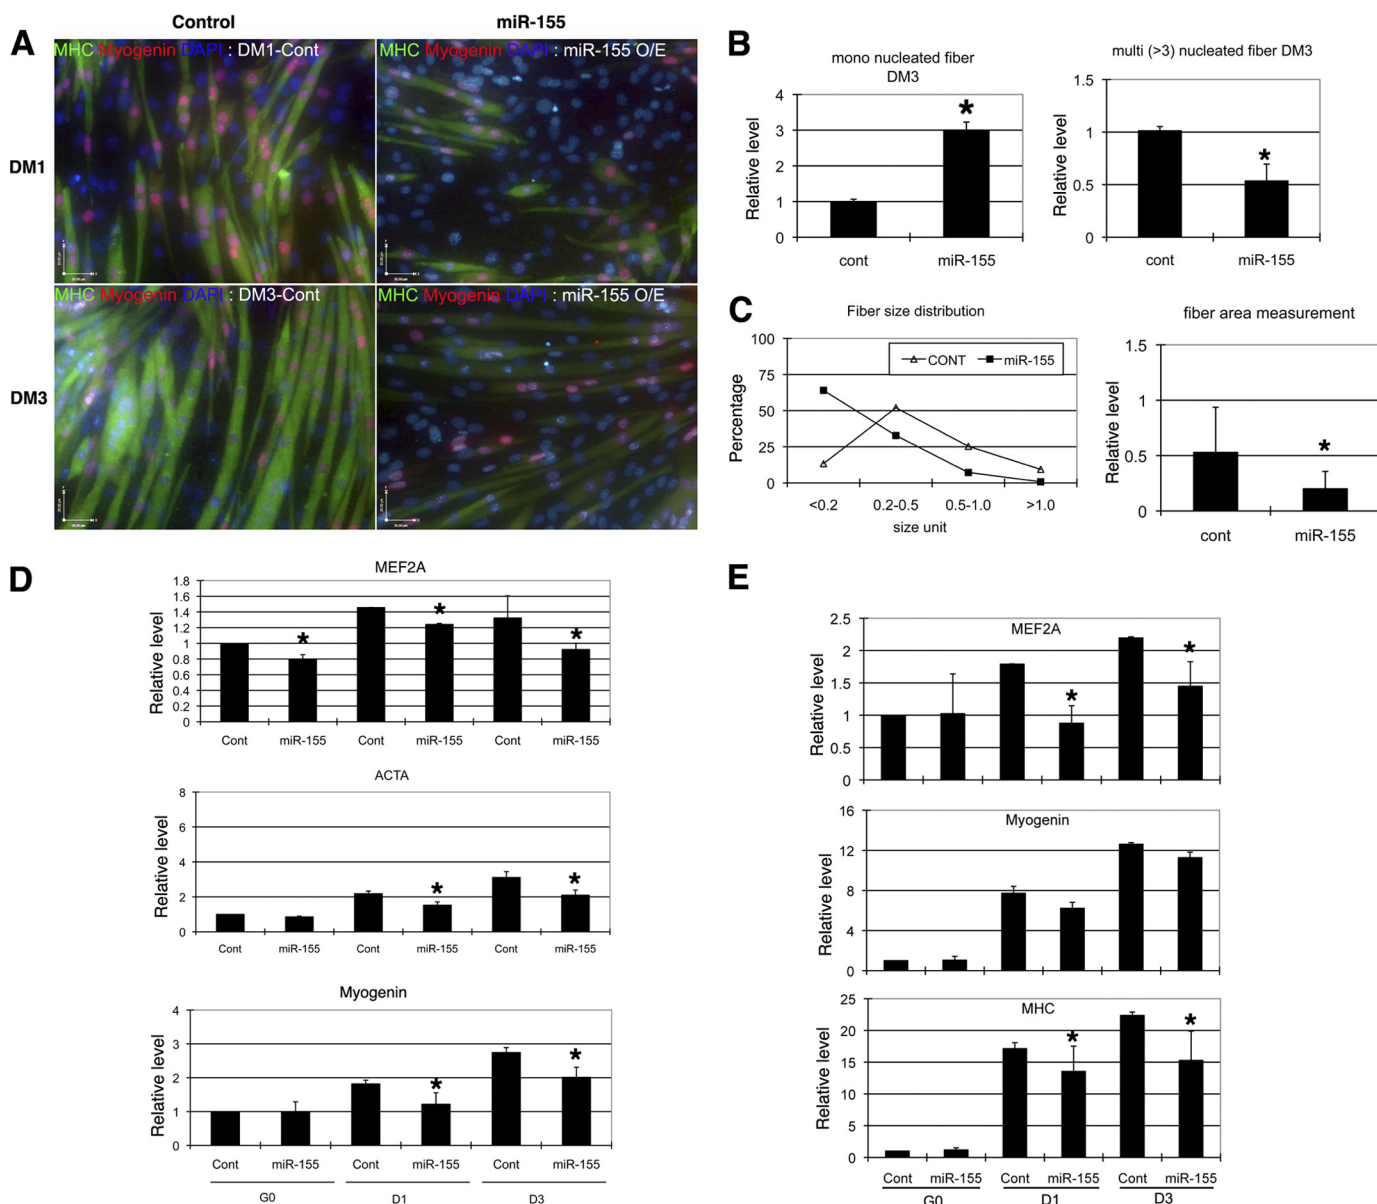 Control
miR-155
A
MHC Myogenin DAPI : DM1-Cont
MHC Myogenin DAPI : miR-155 O/E
DM1
MHC Myogenin DAPI : DM3-Cont
MHC Myogenin DAPI : miR-155 O/E
DM3
B
mono nucleated fiber
DM3
Relative level
4
3
2
1
0
*
cont
miR-155
multi (>3) nucleated fiber DM3
Relative level
1.5
1
0.5
0
*
cont
miR-155
C
Fiber size distribution
Percentage
100
75
50
25
0
CONT
miR-155
<0.2
0.2-0.5
0.5-1.0
>1.0
size unit
fiber area measurement
Relative level
1.5
1
0.5
0
*
cont
miR-155
D
MEF2A
Relative level
1.8
1.6
1.4
1.2
1
0.8
0.6
0.4
0.2
0
*
*
*
Cont
miR-155
Cont
miR-155
Cont
miR-155
ACTA
Relative level
8
6
4
2
0
*
*
Cont
miR-155
Cont
miR-155
Cont
miR-155
Myogenin
Relative level
4
3
2
1
0
*
*
Cont
miR-155
Cont
miR-155
Cont
miR-155
G0
D1
D3
E
MEF2A
Relative level
2.5
2
1.5
1
0.5
0
*
*
Myogenin
Relative level
16
12
8
4
0
MHC
Relative level
25
20
15
10
5
0
*
*
Cont
miR-155
Cont
miR-155
Cont
miR-155
G0
D1
D3